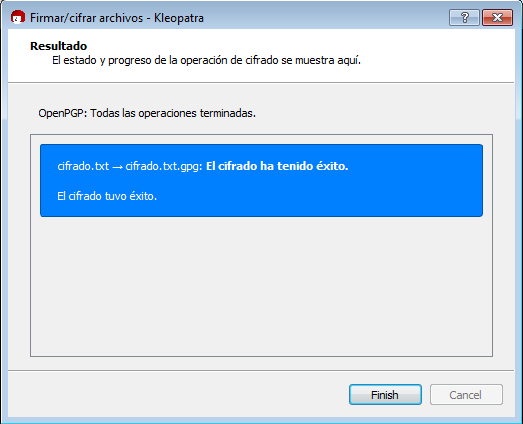 Firmar/cifrar archivos - Kleopatra
Resultado
El estado y progreso de la operación de cifrado se muestra aquí.
OpenPGP: Todas las operaciones terminadas.
cifrado.txt → cifrado.txt.gpg: El cifrado ha tenido éxito.
El cifrado tuvo éxito.
Finish
Cancel